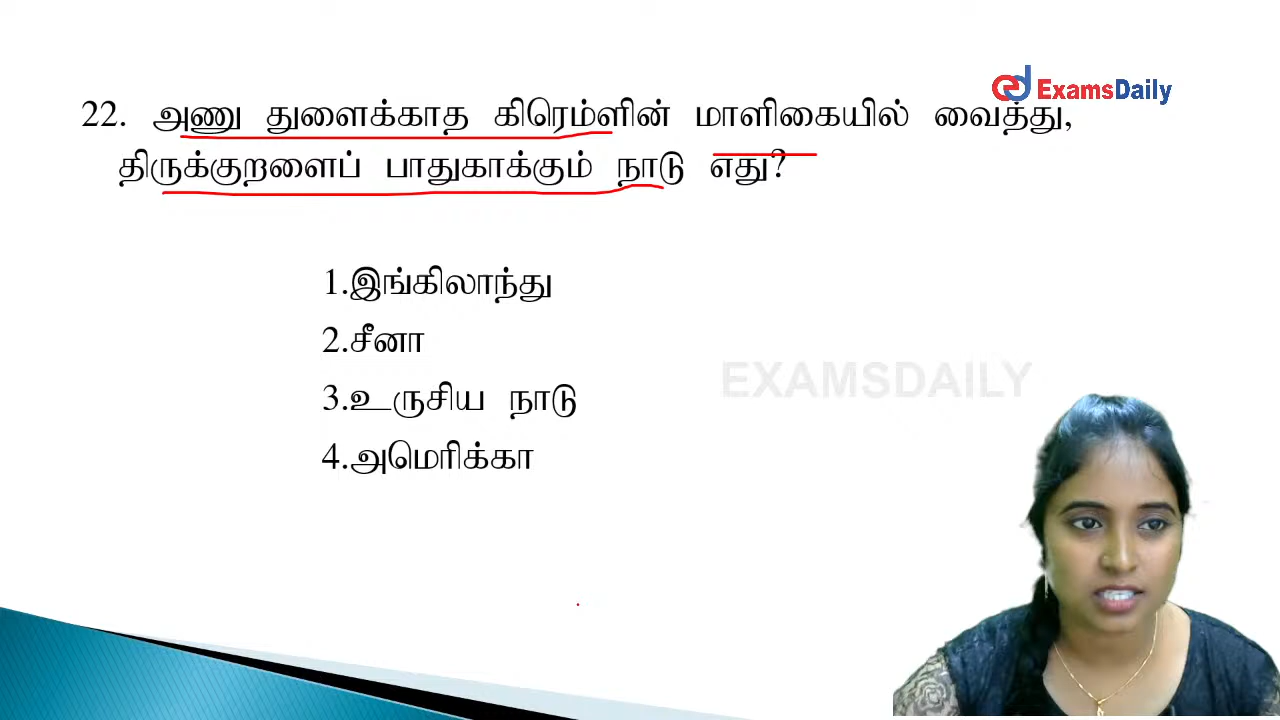 ExamsDaily
22. அணு துளைக்காத கிரெம்ளின் மாளிகையில் வைத்து,
திருக்குறளைப் பாதுகாக்கும் நாடு எது?
1.இங்கிலாந்து
2.சீனா
3.உருசிய நாடு
4.அமெரிக்கா
EXAMSDAILY